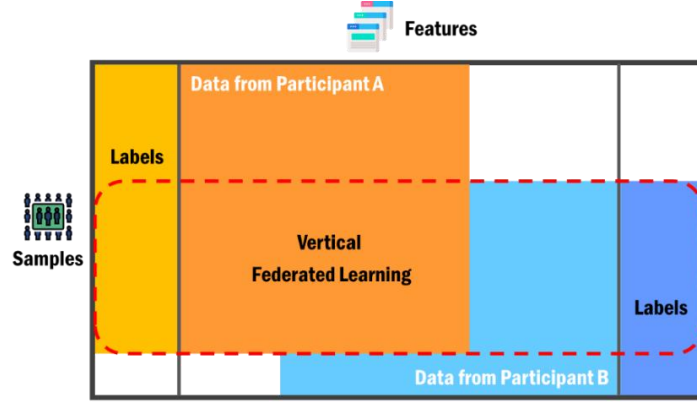 Features
Data from Participant A
Labels
Samples
Vertical
Federated Learning
Labels
Data from Participant B